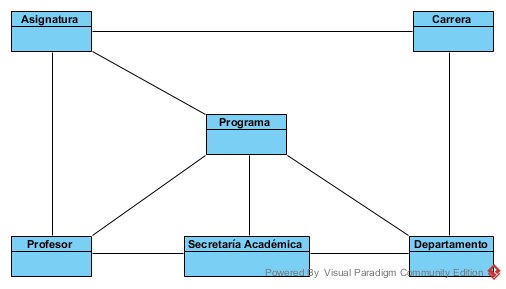 Asignatura
Carrera
Programa
Profesor
Secretaría Académica
Departamento
Powered By Visual Paradigm Community Edition